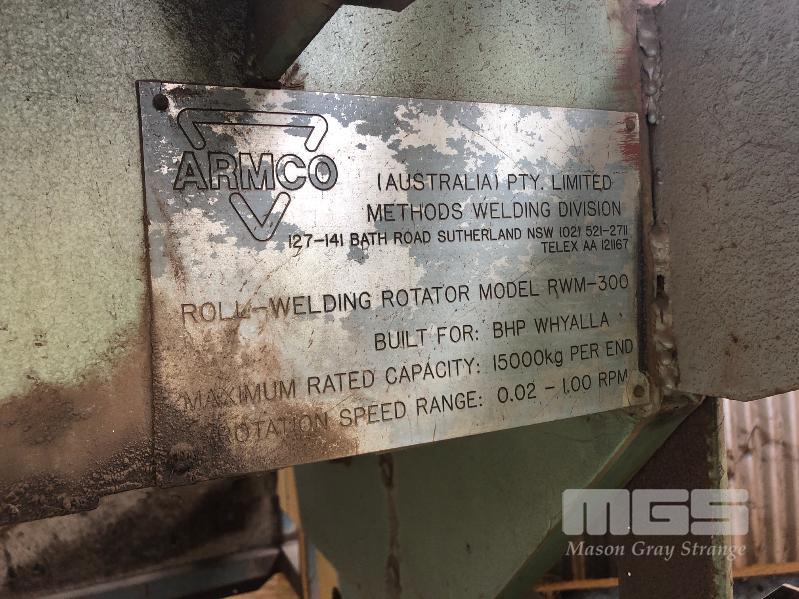 ARMCO
(AUSTRALIA) PTY. LIMITED
METHODS WELDING DIVISION
127-141 BATH ROAD SUTHERLAND NSW (02) 521-2711
TELEX AA 121167
ROLL-WELDING ROTATOR MODEL RWM-300
BUILT FOR: BHP WHYALLA
MAXIMUM RATED CAPACITY: 15000kg PER END
ROTATION SPEED RANGE: 0.02 - 1.00 RPM
MGS
Mason Gray Strange